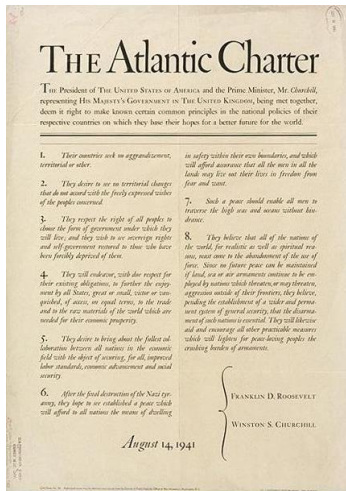 THE Atlantic Charter
THE President of THE UNITED STATES OF AMERICA and the Prime Minister, Mr. Churchill,
representing HIS MAJESTY'S GOVERNMENT IN THE UNITED KINGDOM, being met together,
deem it right to make known certain common principles in the national policies of their
respective countries on which they base their hopes for a better future for the world.
1. Their countries seek no aggrandizement,
territorial or other.
2. They desire to see no territorial changes
that do not accord with the freely expressed wishes
of the peoples concerned.
3. They respect the right of all peoples to
choose the form of government under which they
will live; and they wish to see sovereign rights
and self-government restored to those who have
been forcibly deprived of them.
4. They will endeavor, with due respect for
their existing obligations, to further the enjoy-
ment by all States, great or small, victor or van-
quished, of access, on equal terms, to the trade
and to the raw materials of the world which are
needed for their economic prosperity.
5. They desire to bring about the fullest col-
laboration between all nations in the economic
field with the object of securing, for all, improved
labor standards, economic advancement and social
security.
6. After the final destruction of the Nazi tyr-
anny, they hope to see established a peace which
will afford to all nations the means of dwelling
in safety within their own boundaries, and which
will afford assurance that all the men in all the
lands may live out their lives in freedom from
fear and want.
7. Such a peace should enable all men to
traverse the high seas and oceans without hin-
drance.
8. They believe that all of the nations of
the world, for realistic as well as spiritual rea-
sons, must come to the abandonment of the use of
force. Since no future peace can be maintained
if land, sea or air armaments continue to be em-
ployed by nations which threaten, or may threaten,
aggression outside of their frontiers, they believe,
pending the establishment of a wider and perma-
nent system of general security, that the disarma-
ment of such nations is essential. They will likewise
aid and encourage all other practicable measures
which will lighten for peace-loving peoples the
crushing burden of armaments.
FRANKLIN D. ROOSEVELT
WINSTON S. CHURCHILL
August 14, 1941